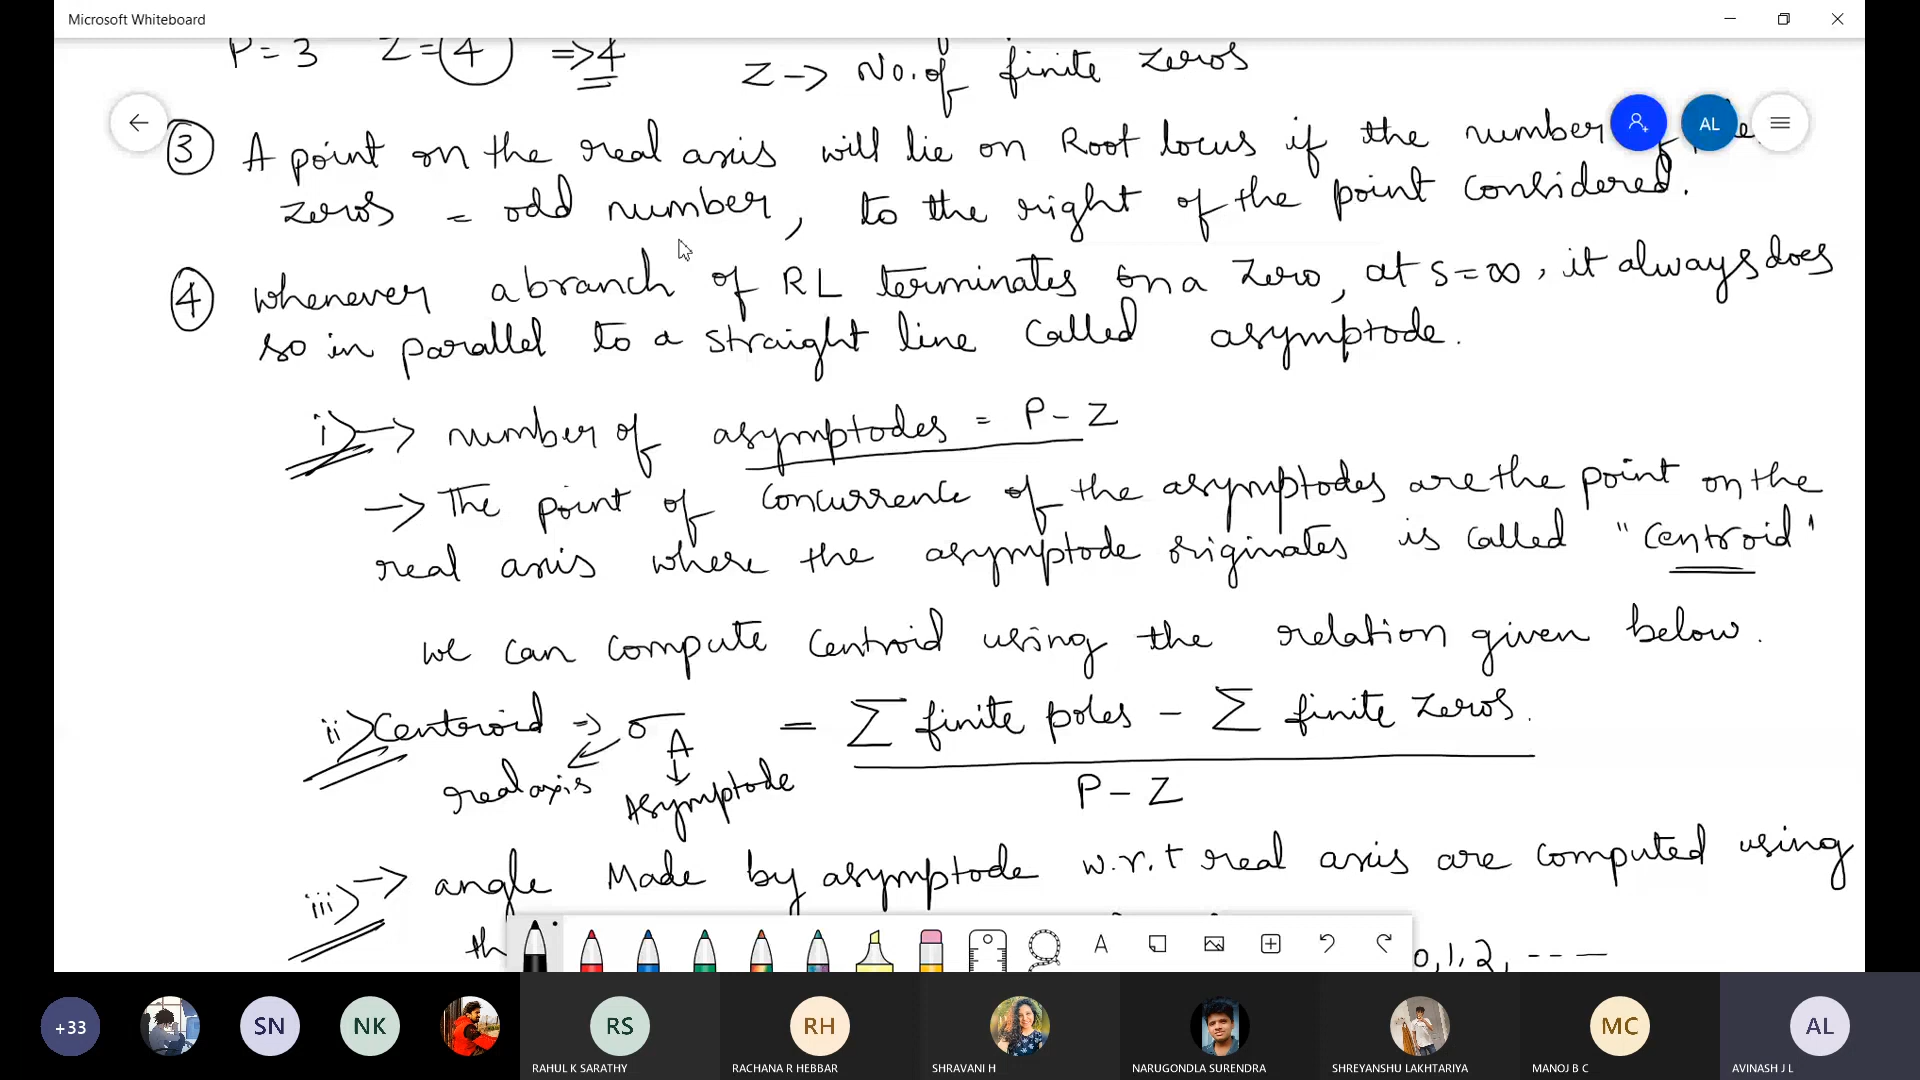 Microsoft Whiteboard
P = 3 Z = 4 => 4
Z -> No. of finite zeros
3 A point on the real axis will lie on Root locus if the number
zeros = odd number, to the right of the point considered.
4 whenever a branch of RL terminates on a zero, at s = ∞, it always does
so in parallel to a straight line called asymptode.
i) -> number of asymptodes = P - Z
-> The point of concurrence of the asymptodes are the point on the
real axis where the asymptode originates is called "Centroid"
we can compute centroid using the relation given below.
ii) Centroid => σA = Σ finite poles - Σ finite zeros.
P - Z
real axis
Asymptode
iii) -> angle Made by asymptode w.r.t real axis are computed using
0, 1, 2, - - -
AL
A
+33
SN
NK
RS
RAHUL K SARATHY
RH
RACHANA R HEBBAR
SHRAVANI H
NARUGONDLA SURENDRA
SHREYANSHU LAKHTARIYA
MC
MANOJ B C
AL
AVINASH J L